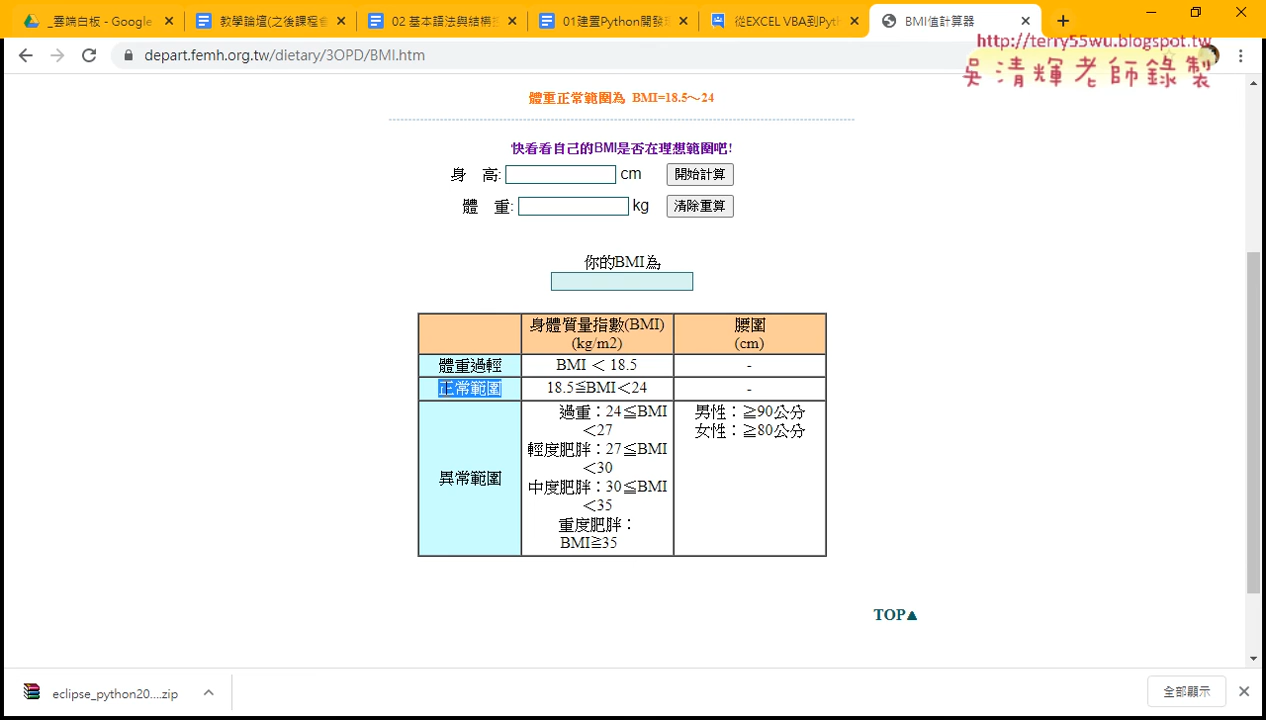 _雲端白板 - Google
教學論壇(之後課程會
02 基本語法與結構控
01建置Python開發環
從EXCEL VBA到Pyth
BMI值計算器
depart.femh.org.tw/dietary/3OPD/BMI.htm
http://terry55wu.blogspot.tw
吳清輝老師錄製
體重正常範圍為 BMI=18.5～24
快看看自己的BMI是否在理想範圍吧!
身 高: cm 開始計算
體 重: kg 清除重算
你的BMI為
身體質量指數(BMI)
(kg/m2)
腰圍
(cm)
體重過輕 BMI ＜ 18.5 -
正常範圍 18.5≦BMI＜24 -
異常範圍
過重：24≦BMI
＜27
輕度肥胖：27≦BMI
＜30
中度肥胖：30≦BMI
＜35
重度肥胖：
BMI≧35
男性：≧90公分
女性：≧80公分
TOP▲
eclipse_python20....zip
全部顯示